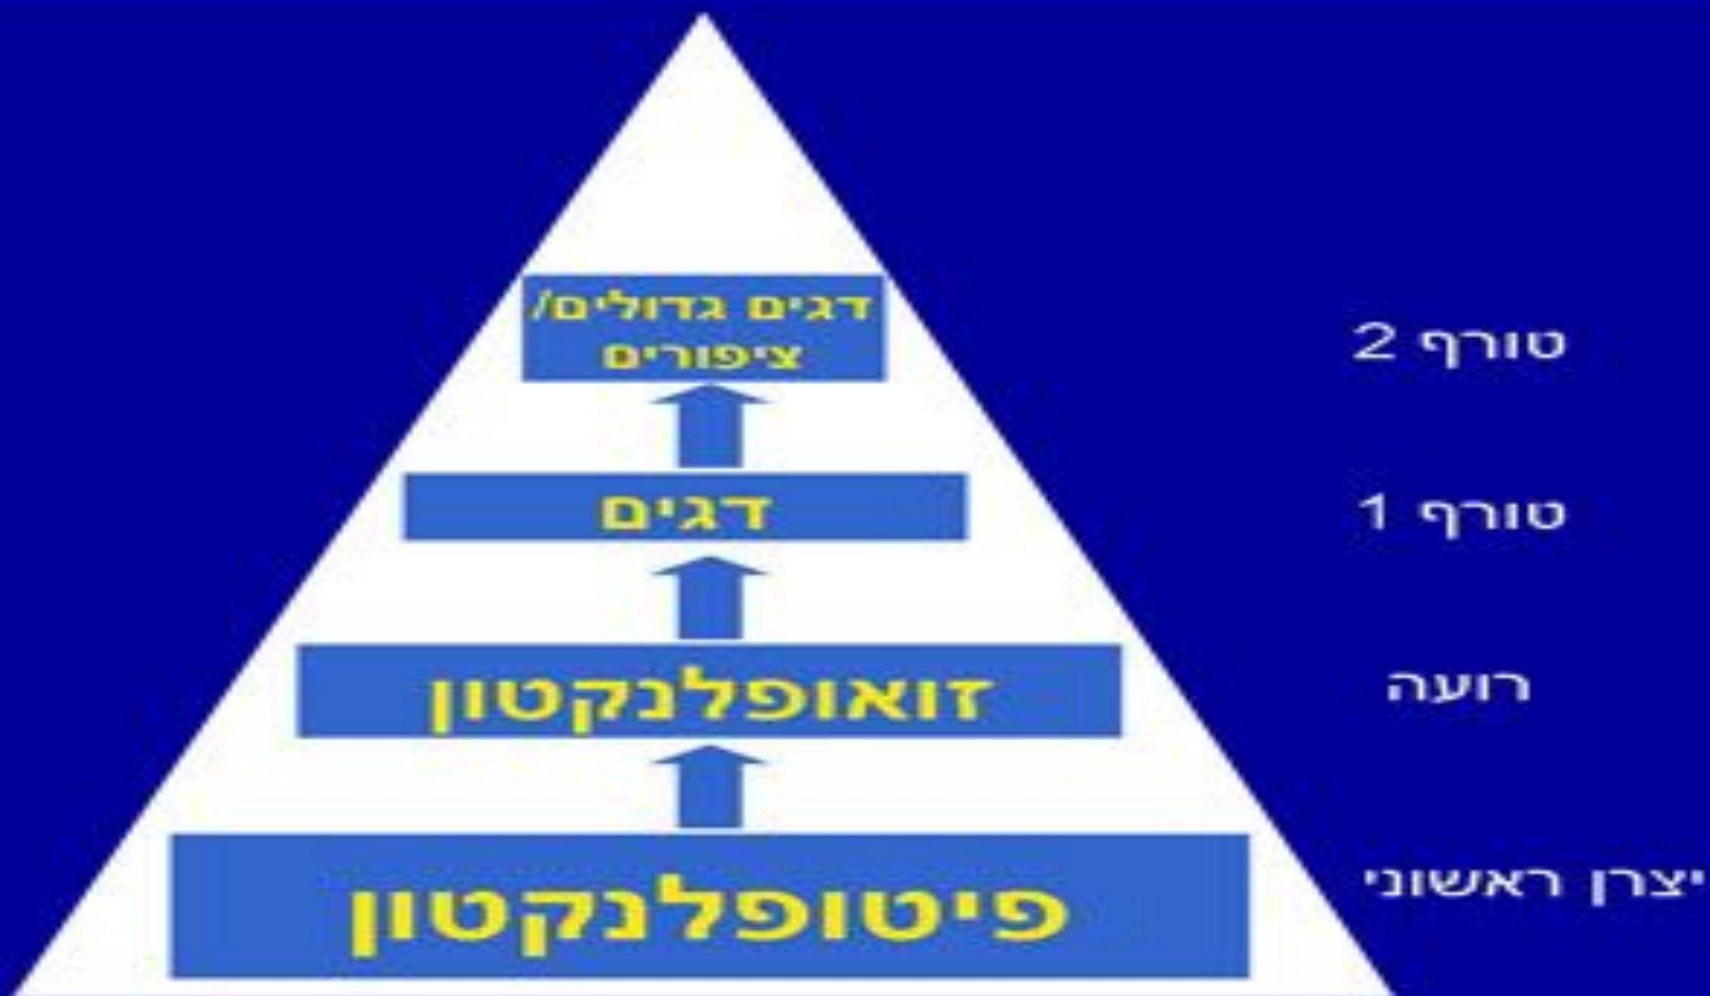 דגים גדולים/
ציפורים
טורף 2
דגים
טורף 1
זואופלנקטון
רועה
פיטופלנקטון
יצרן ראשוני